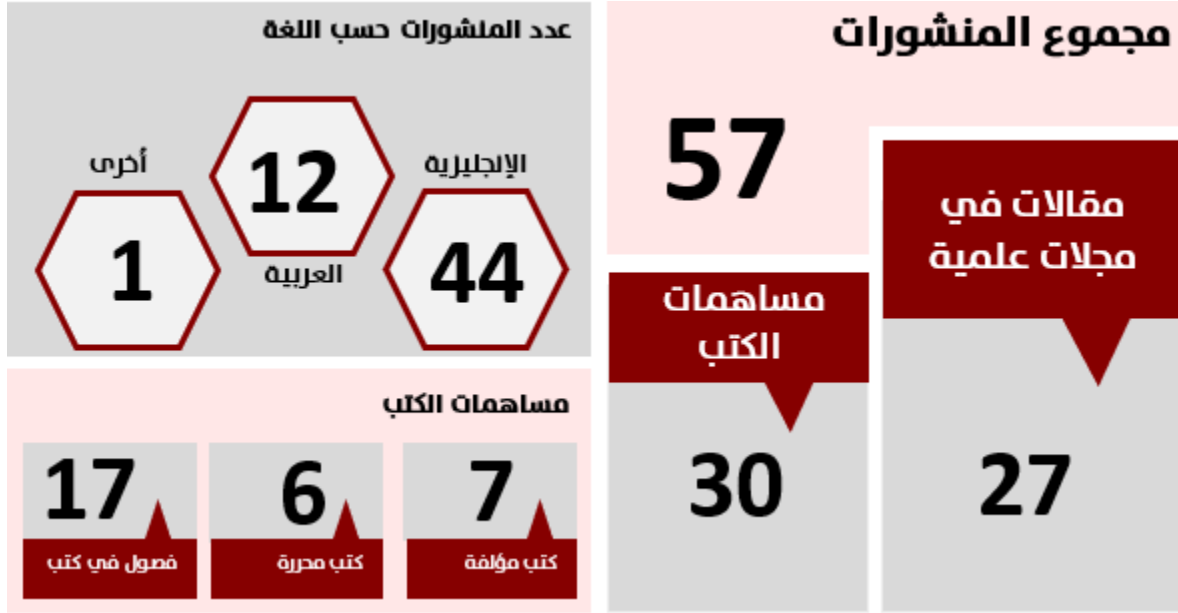 مجموع المنشورات
57
مقالات في
مجلات علمية
27
مساهمات
الكتب
30
عدد المنشورات حسب اللغة
الإنجليزية
44
12
العربية
أخرى
1
مساهمات الكتب
7
كتب مؤلفة
6
كتب محررة
17
فصول في كتب